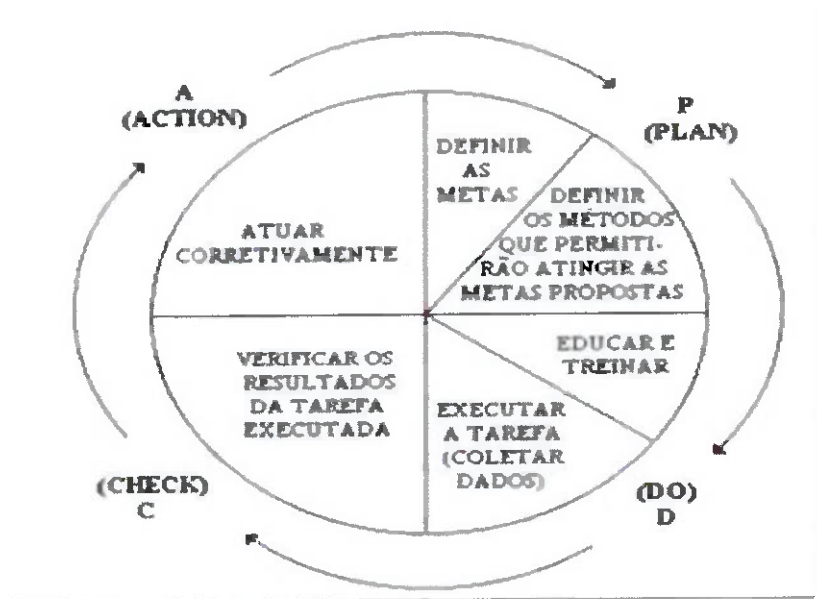 A
(ACTION)
P
(PLAN)
DEFINIR
AS
METAS
DEFINIR
OS MÉTODOS
QUE PERMITI-
RÃO ATINGIR AS
METAS PROPOSTAS
EDUCAR E
TREINAR
EXECUTAR
A TAREFA
(COLETAR
DADOS)
(DO)
D
VERIFICAR OS
RESULTADOS
DA TAREFA
EXECUTADA
(CHECK)
C
ATUAR
CORRETIVAMENTE